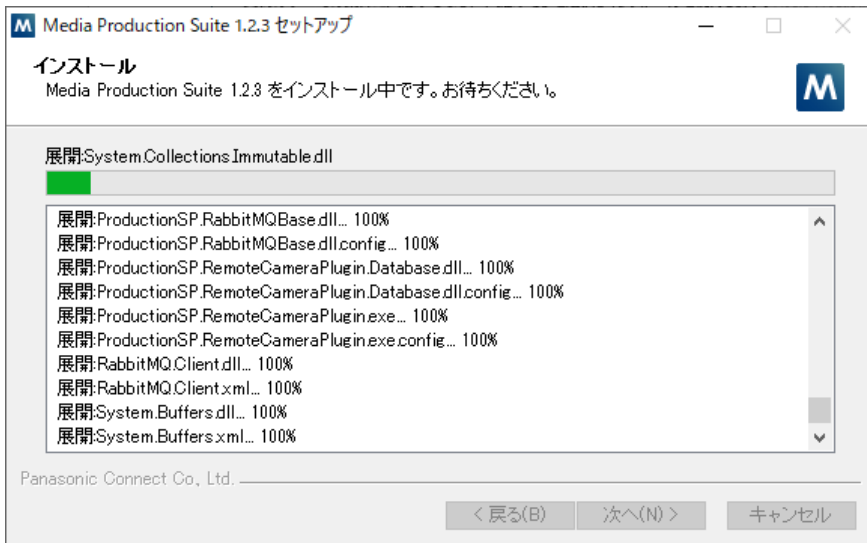 M Media Production Suite 1.2.3 セットアップ
インストール
Media Production Suite 1.2.3 をインストール中です。お待ちください。
M
展開:System.Collections.Immutable.dll
展開:ProductionSP.RabbitMQBase.dll... 100%
展開:ProductionSP.RabbitMQBase.dll.config... 100%
展開:ProductionSP.RemoteCameraPlugin.Database.dll... 100%
展開:ProductionSP.RemoteCameraPlugin.Database.dll.config... 100%
展開:ProductionSP.RemoteCameraPlugin.exe... 100%
展開:ProductionSP.RemoteCameraPlugin.exe.config... 100%
展開:RabbitMQ.Client.dll... 100%
展開:RabbitMQ.Client.xml... 100%
展開:System.Buffers.dll... 100%
展開:System.Buffers.xml... 100%
Panasonic Connect Co., Ltd.
< 戻る(B) 次へ(N) > キャンセル